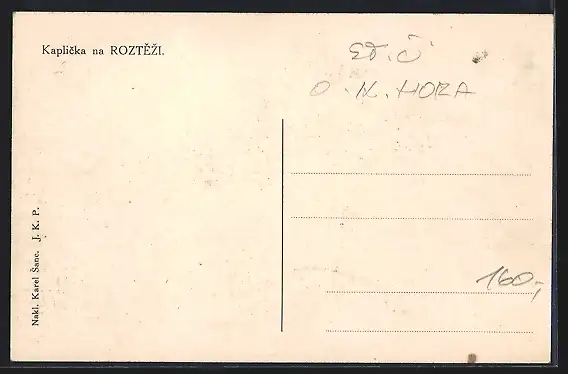 Kaplička na ROZTĚŽI.
O. K. HORA
160,-
Nakl. Karel Šanc. J. K. P.